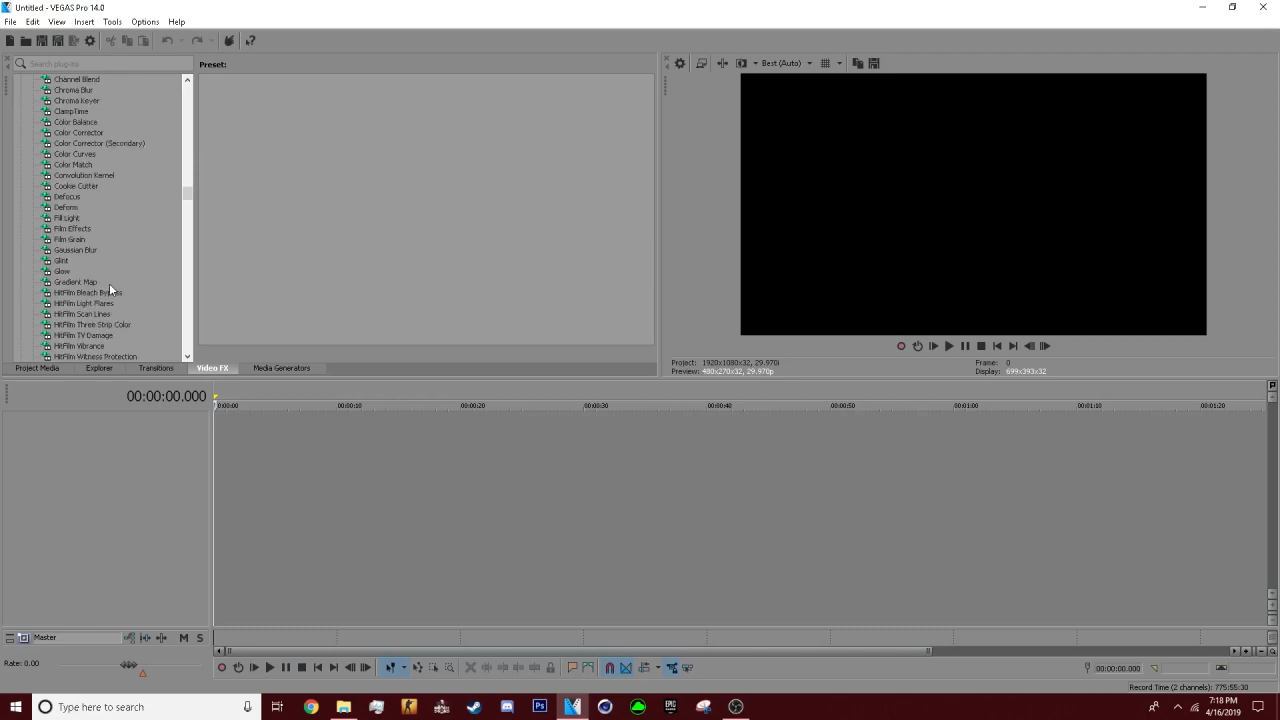 Untitled - VEGAS Pro 14.0
File Edit View Insert Tools Options Help
Search plug-ins
Preset:
Best (Auto)
Channel Blend
Chroma Blur
Chroma Keyer
ClampTime
Color Balance
Color Corrector
Color Corrector (Secondary)
Color Curves
Color Match
Convolution Kernel
Cookie Cutter
Defocus
Deform
Fill Light
Film Effects
Film Grain
Gaussian Blur
Glint
Glow
Gradient Map
HitFilm Bleach Bypass
HitFilm Light Flares
HitFilm Scan Lines
HitFilm Three Strip Color
HitFilm TV Damage
HitFilm Vibrance
HitFilm Witness Protection
Project: 1920x1080x32, 29.970i
Preview: 480x270x32, 29.970p
Frame: 0
Display: 699x393x32
Project Media Explorer Transitions Video FX Media Generators
00:00:00.000
00:00:00 00:00:10 00:00:20 00:00:30 00:00:40 00:00:50 00:01:00 00:01:10 00:01:20
Master M S
Rate: 0.00
00:00:00.000
Record Time (2 channels): 775:55:30
Type here to search
Ps
7:18 PM
4/16/2019